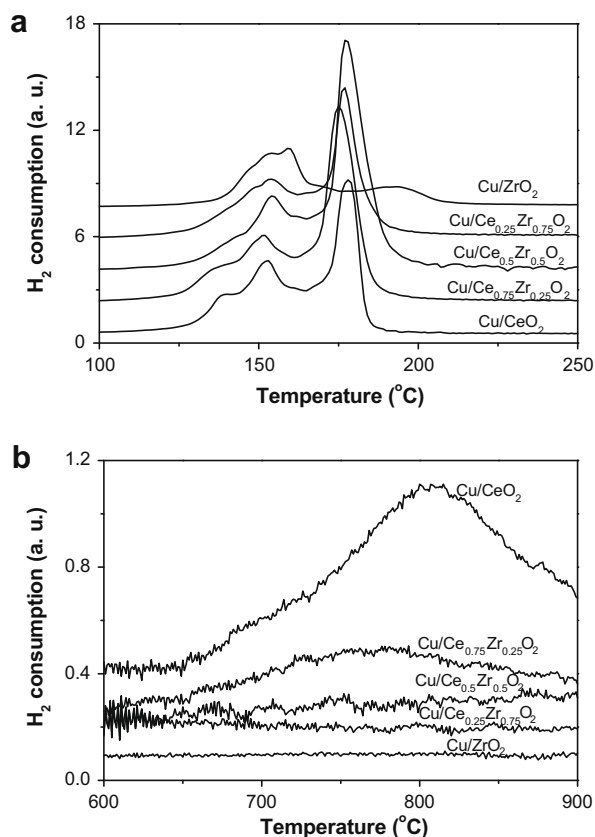 a
H₂ consumption (a. u.)
18
12
6
0
Cu/ZrO₂
Cu/Ce₀.₂₅Zr₀.₇₅O₂
Cu/Ce₀.₅Zr₀.₅O₂
Cu/Ce₀.₇₅Zr₀.₂₅O₂
Cu/CeO₂
100 150 200 250
Temperature (°C)
b
H₂ consumption (a. u.)
1.2
0.8
0.4
0.0
Cu/CeO₂
Cu/Ce₀.₇₅Zr₀.₂₅O₂
Cu/Ce₀.₅Zr₀.₅O₂
Cu/Ce₀.₂₅Zr₀.₇₅O₂
Cu/ZrO₂
600 700 800 900
Temperature (°C)